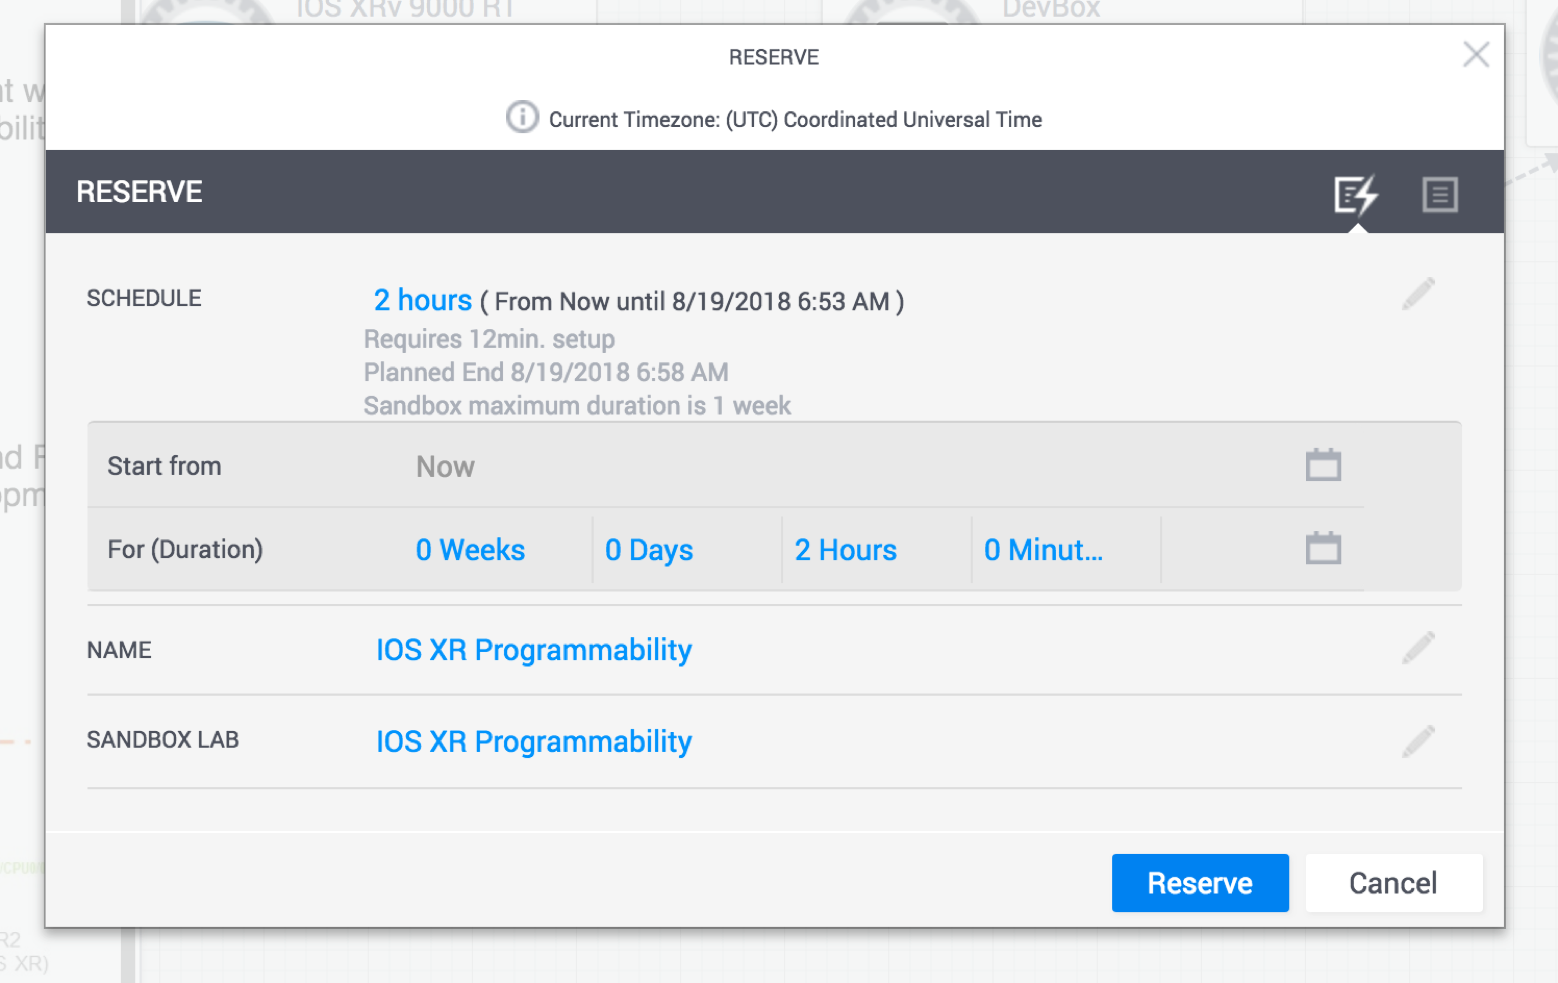 IOS XRv 9000 R1
DevBox
RESERVE
Current Timezone: (UTC) Coordinated Universal Time
RESERVE
SCHEDULE
2 hours ( From Now until 8/19/2018 6:53 AM )
Requires 12min. setup
Planned End 8/19/2018 6:58 AM
Sandbox maximum duration is 1 week
Start from Now
For (Duration) 0 Weeks 0 Days 2 Hours 0 Minut...
NAME IOS XR Programmability
SANDBOX LAB IOS XR Programmability
Reserve Cancel
R2
XR)